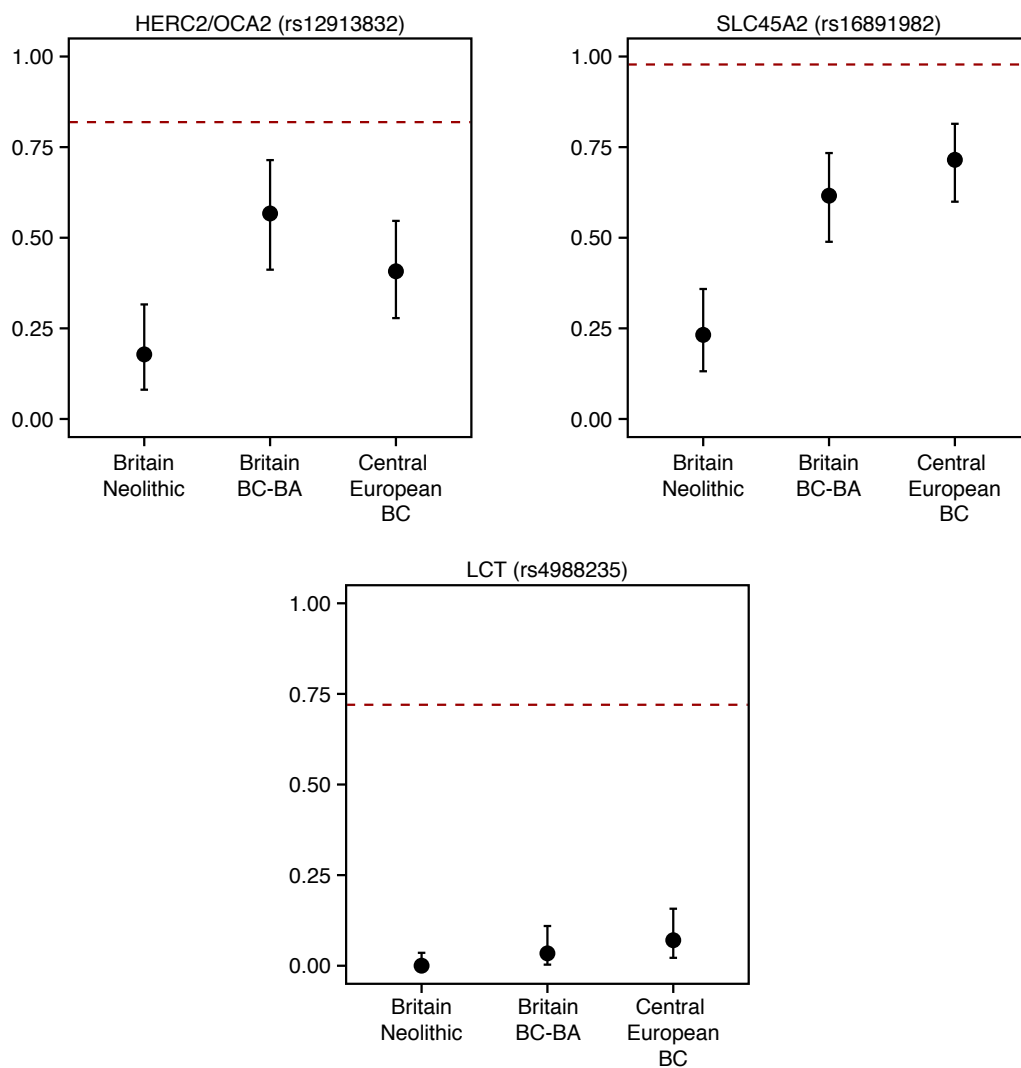 HERC2/OCA2 (rs12913832)
1.00
0.75
0.50
0.25
0.00
Britain
Neolithic
Britain
BC-BA
Central
European
BC
SLC45A2 (rs16891982)
1.00
0.75
0.50
0.25
0.00
Britain
Neolithic
Britain
BC-BA
Central
European
BC
LCT (rs4988235)
1.00
0.75
0.50
0.25
0.00
Britain
Neolithic
Britain
BC-BA
Central
European
BC